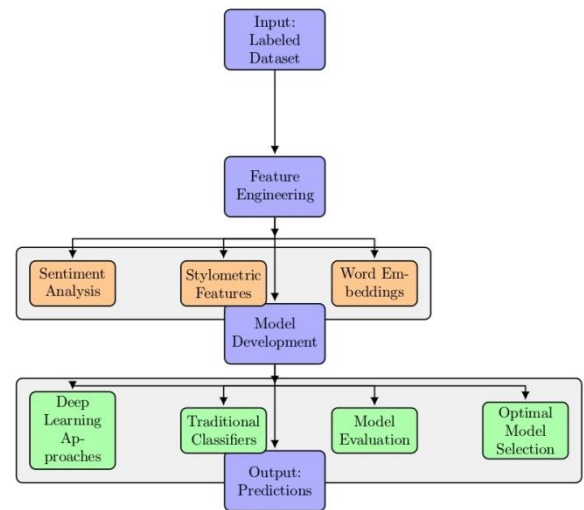 Input:
Labeled
Dataset
Feature
Engineering
Sentiment
Analysis
Stylometric
Features
Word Em-
beddings
Model
Development
Deep
Learning
Ap-
proaches
Traditional
Classifiers
Model
Evaluation
Optimal
Model
Selection
Output:
Predictions